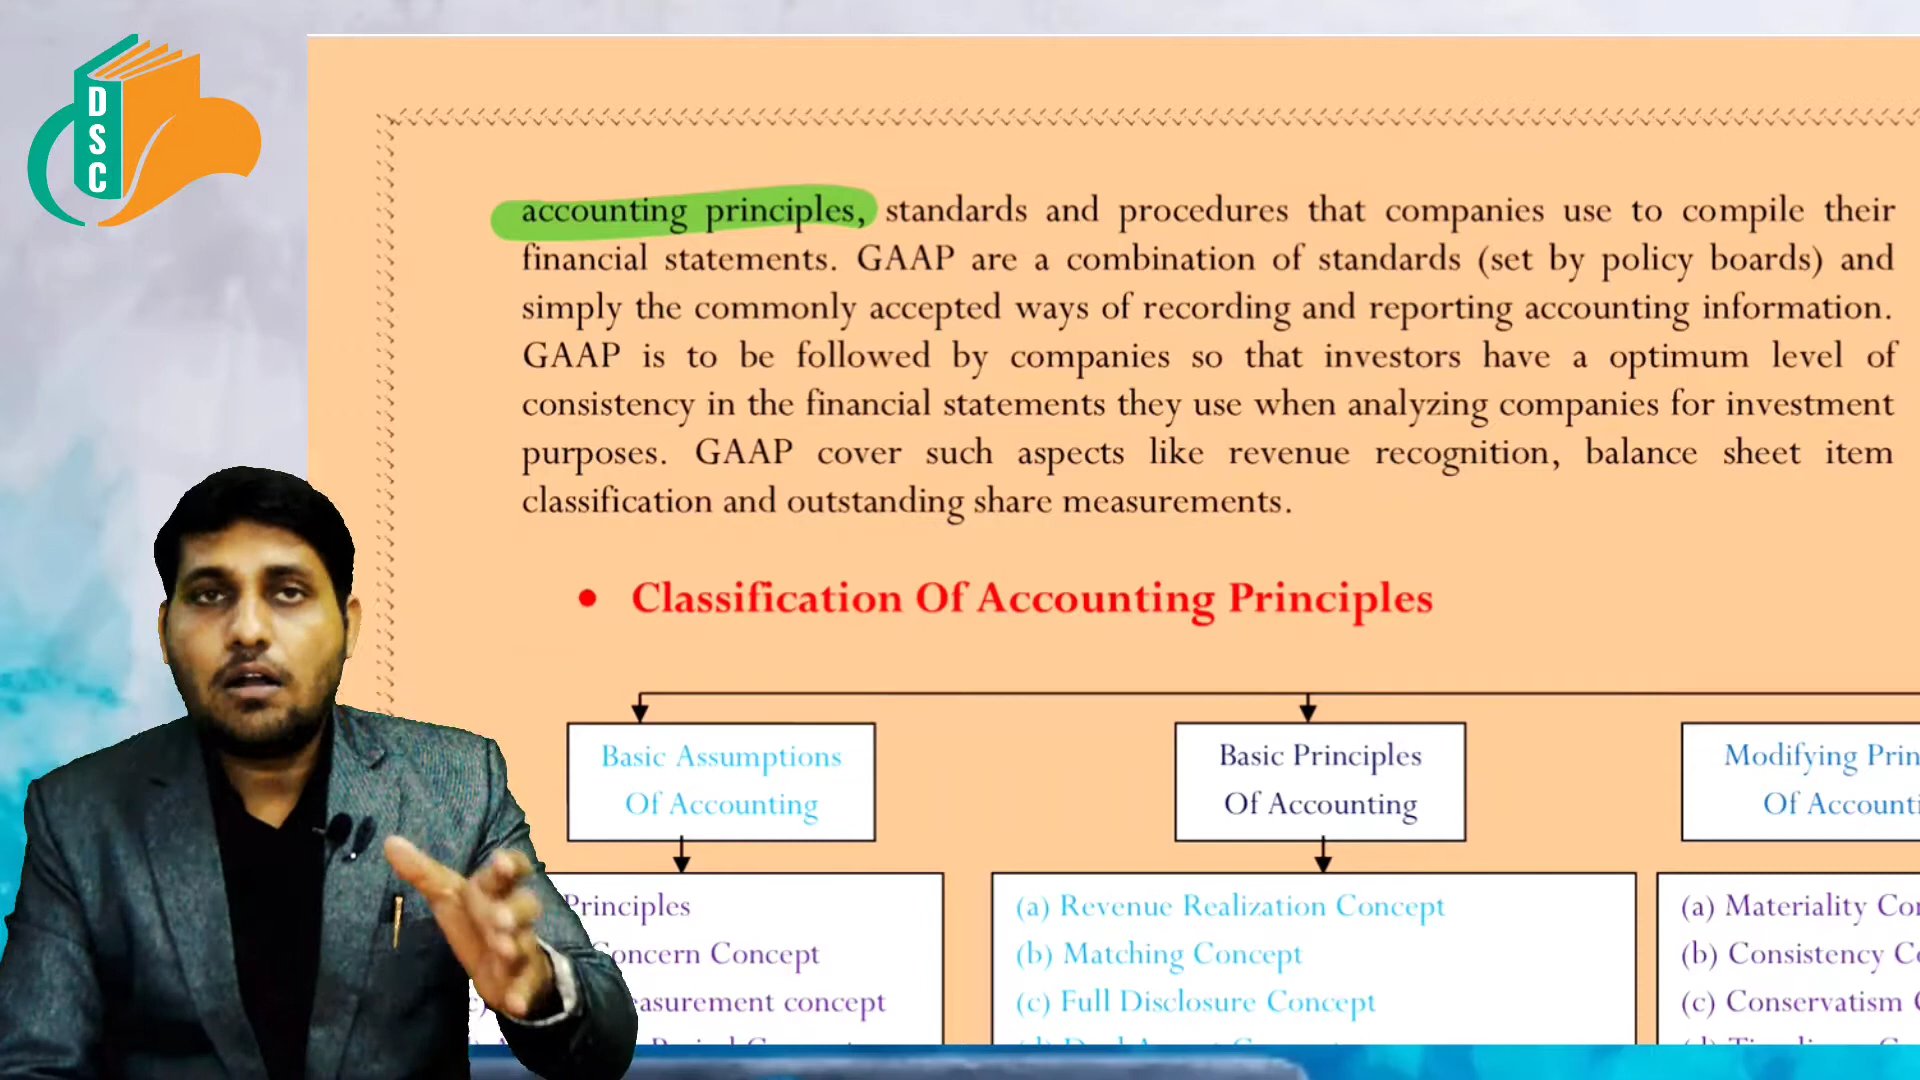 DSC
accounting principles, standards and procedures that companies use to compile their
financial statements. GAAP are a combination of standards (set by policy boards) and
simply the commonly accepted ways of recording and reporting accounting information.
GAAP is to be followed by companies so that investors have a optimum level of
consistency in the financial statements they use when analyzing companies for investment
purposes. GAAP cover such aspects like revenue recognition, balance sheet item
classification and outstanding share measurements.
• Classification Of Accounting Principles
Basic Assumptions
Of Accounting
Basic Principles
Of Accounting
Modifying
Of
Principles
Concept
concept
(a) Revenue Realization Concept
(b) Matching Concept
(c) Full Disclosure Concept
(a) Materiality
(b) Consistency
(c) Conservatism